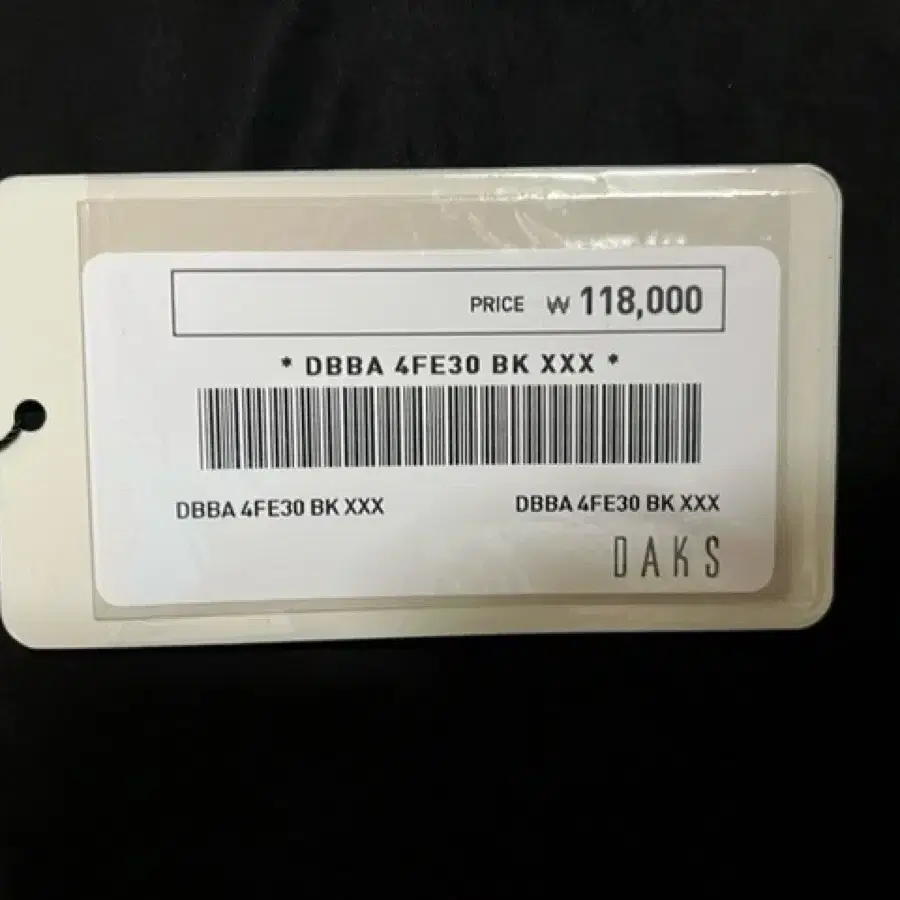 PRICE ₩ 118,000
* DBBA 4FE30 BK XXX *
DBBA 4FE30 BK XXX DBBA 4FE30 BK XXX
DAKS